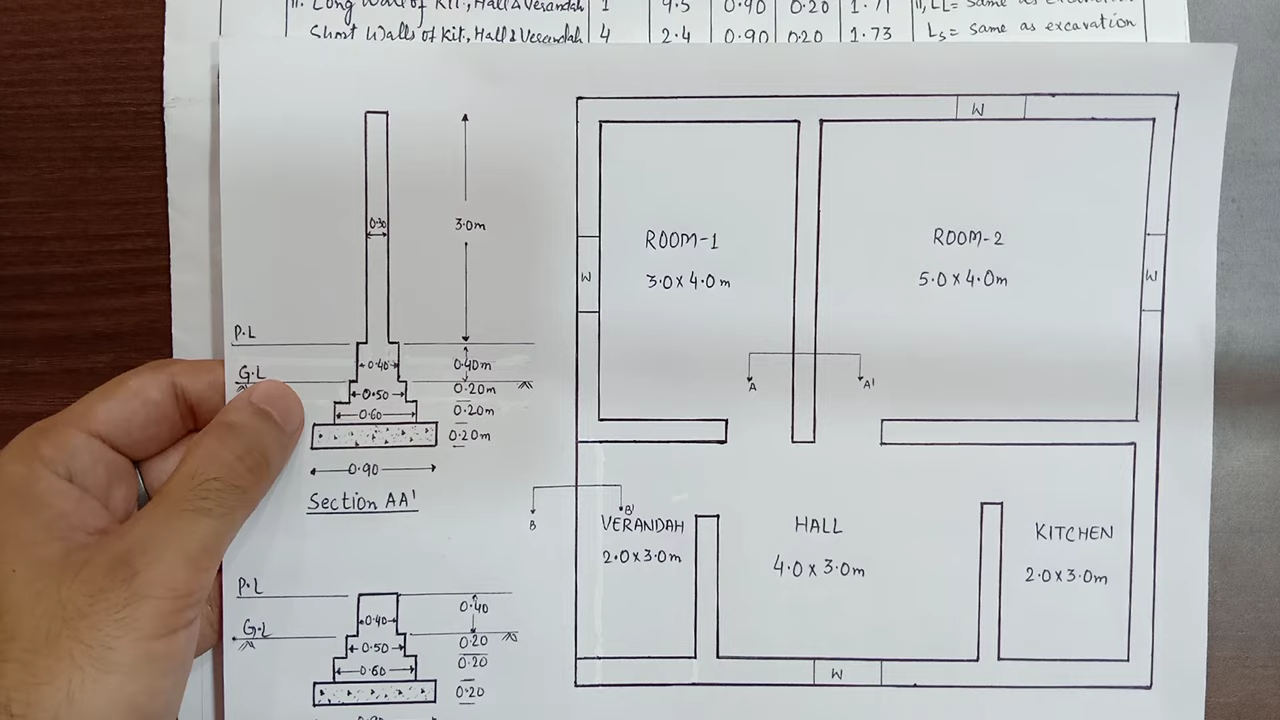 II. Long Walls of Kit., Hall & Verandah 1 9.5 0.90 0.20 1.71 II, LL = Same as excavation
Short Walls of Kit., Hall & Verandah 4 2.4 0.90 0.20 1.73 Ls = same as excavation
0.30
3.0m
P.L
0.40
0.40m
G.L
0.50
0.20m
0.60
0.20m
0.20m
0.90
Section AA'
P.L
0.40
0.40
G.L
0.50
0.20
0.60
0.20
0.20
0.90
W
ROOM-1
3.0 x 4.0 m
ROOM-2
5.0 x 4.0m
W
W
A
A'
B
B'
VERANDAH
2.0 x 3.0m
HALL
4.0 x 3.0m
KITCHEN
2.0 x 3.0m
W